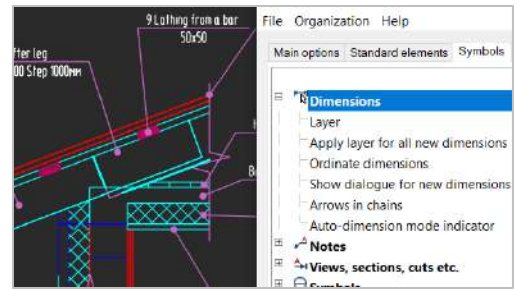 9 Lathing from a bar
50x50
fter leg
00 Step 1000мм
File Organization Help
Main options Standard elements Symbols
Dimensions
Layer
Apply layer for all new dimensions
Ordinate dimensions
Show dialogue for new dimensions
Arrows in chains
Auto-dimension mode indicator
Notes
Views, sections, cuts etc.
Symbols